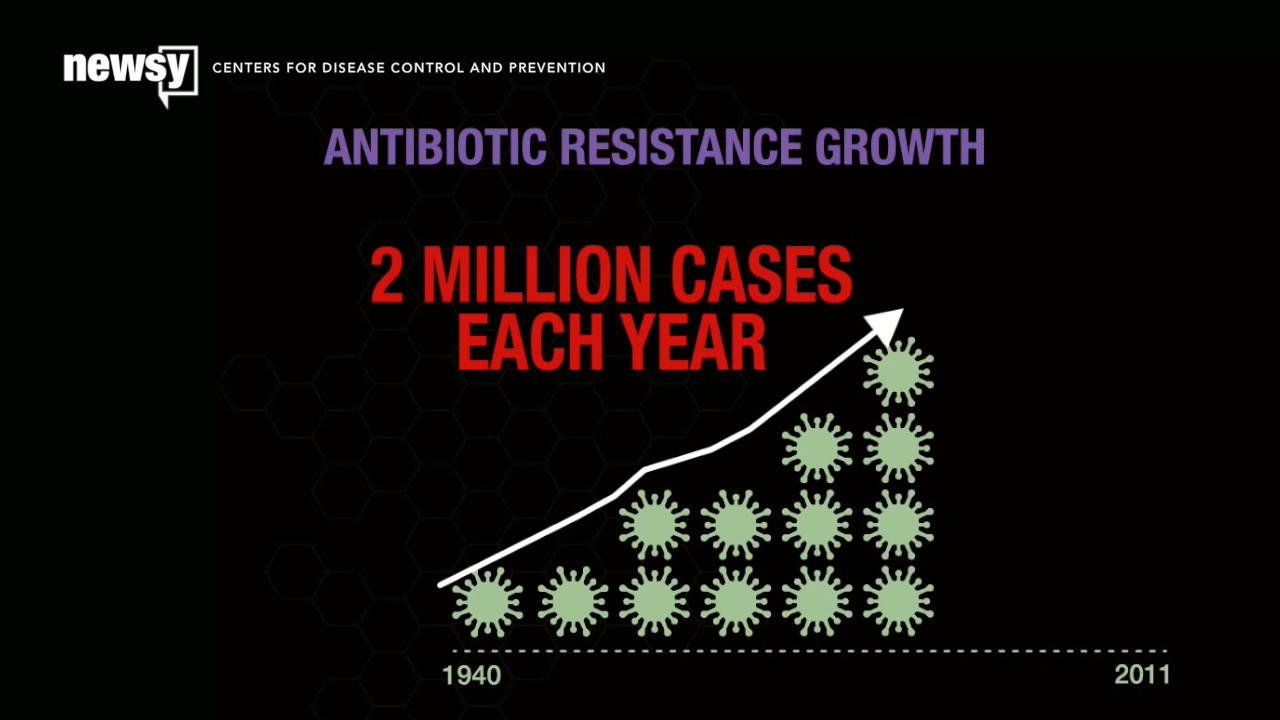 newsy CENTERS FOR DISEASE CONTROL AND PREVENTION
ANTIBIOTIC RESISTANCE GROWTH
2 MILLION CASES
EACH YEAR
1940 2011